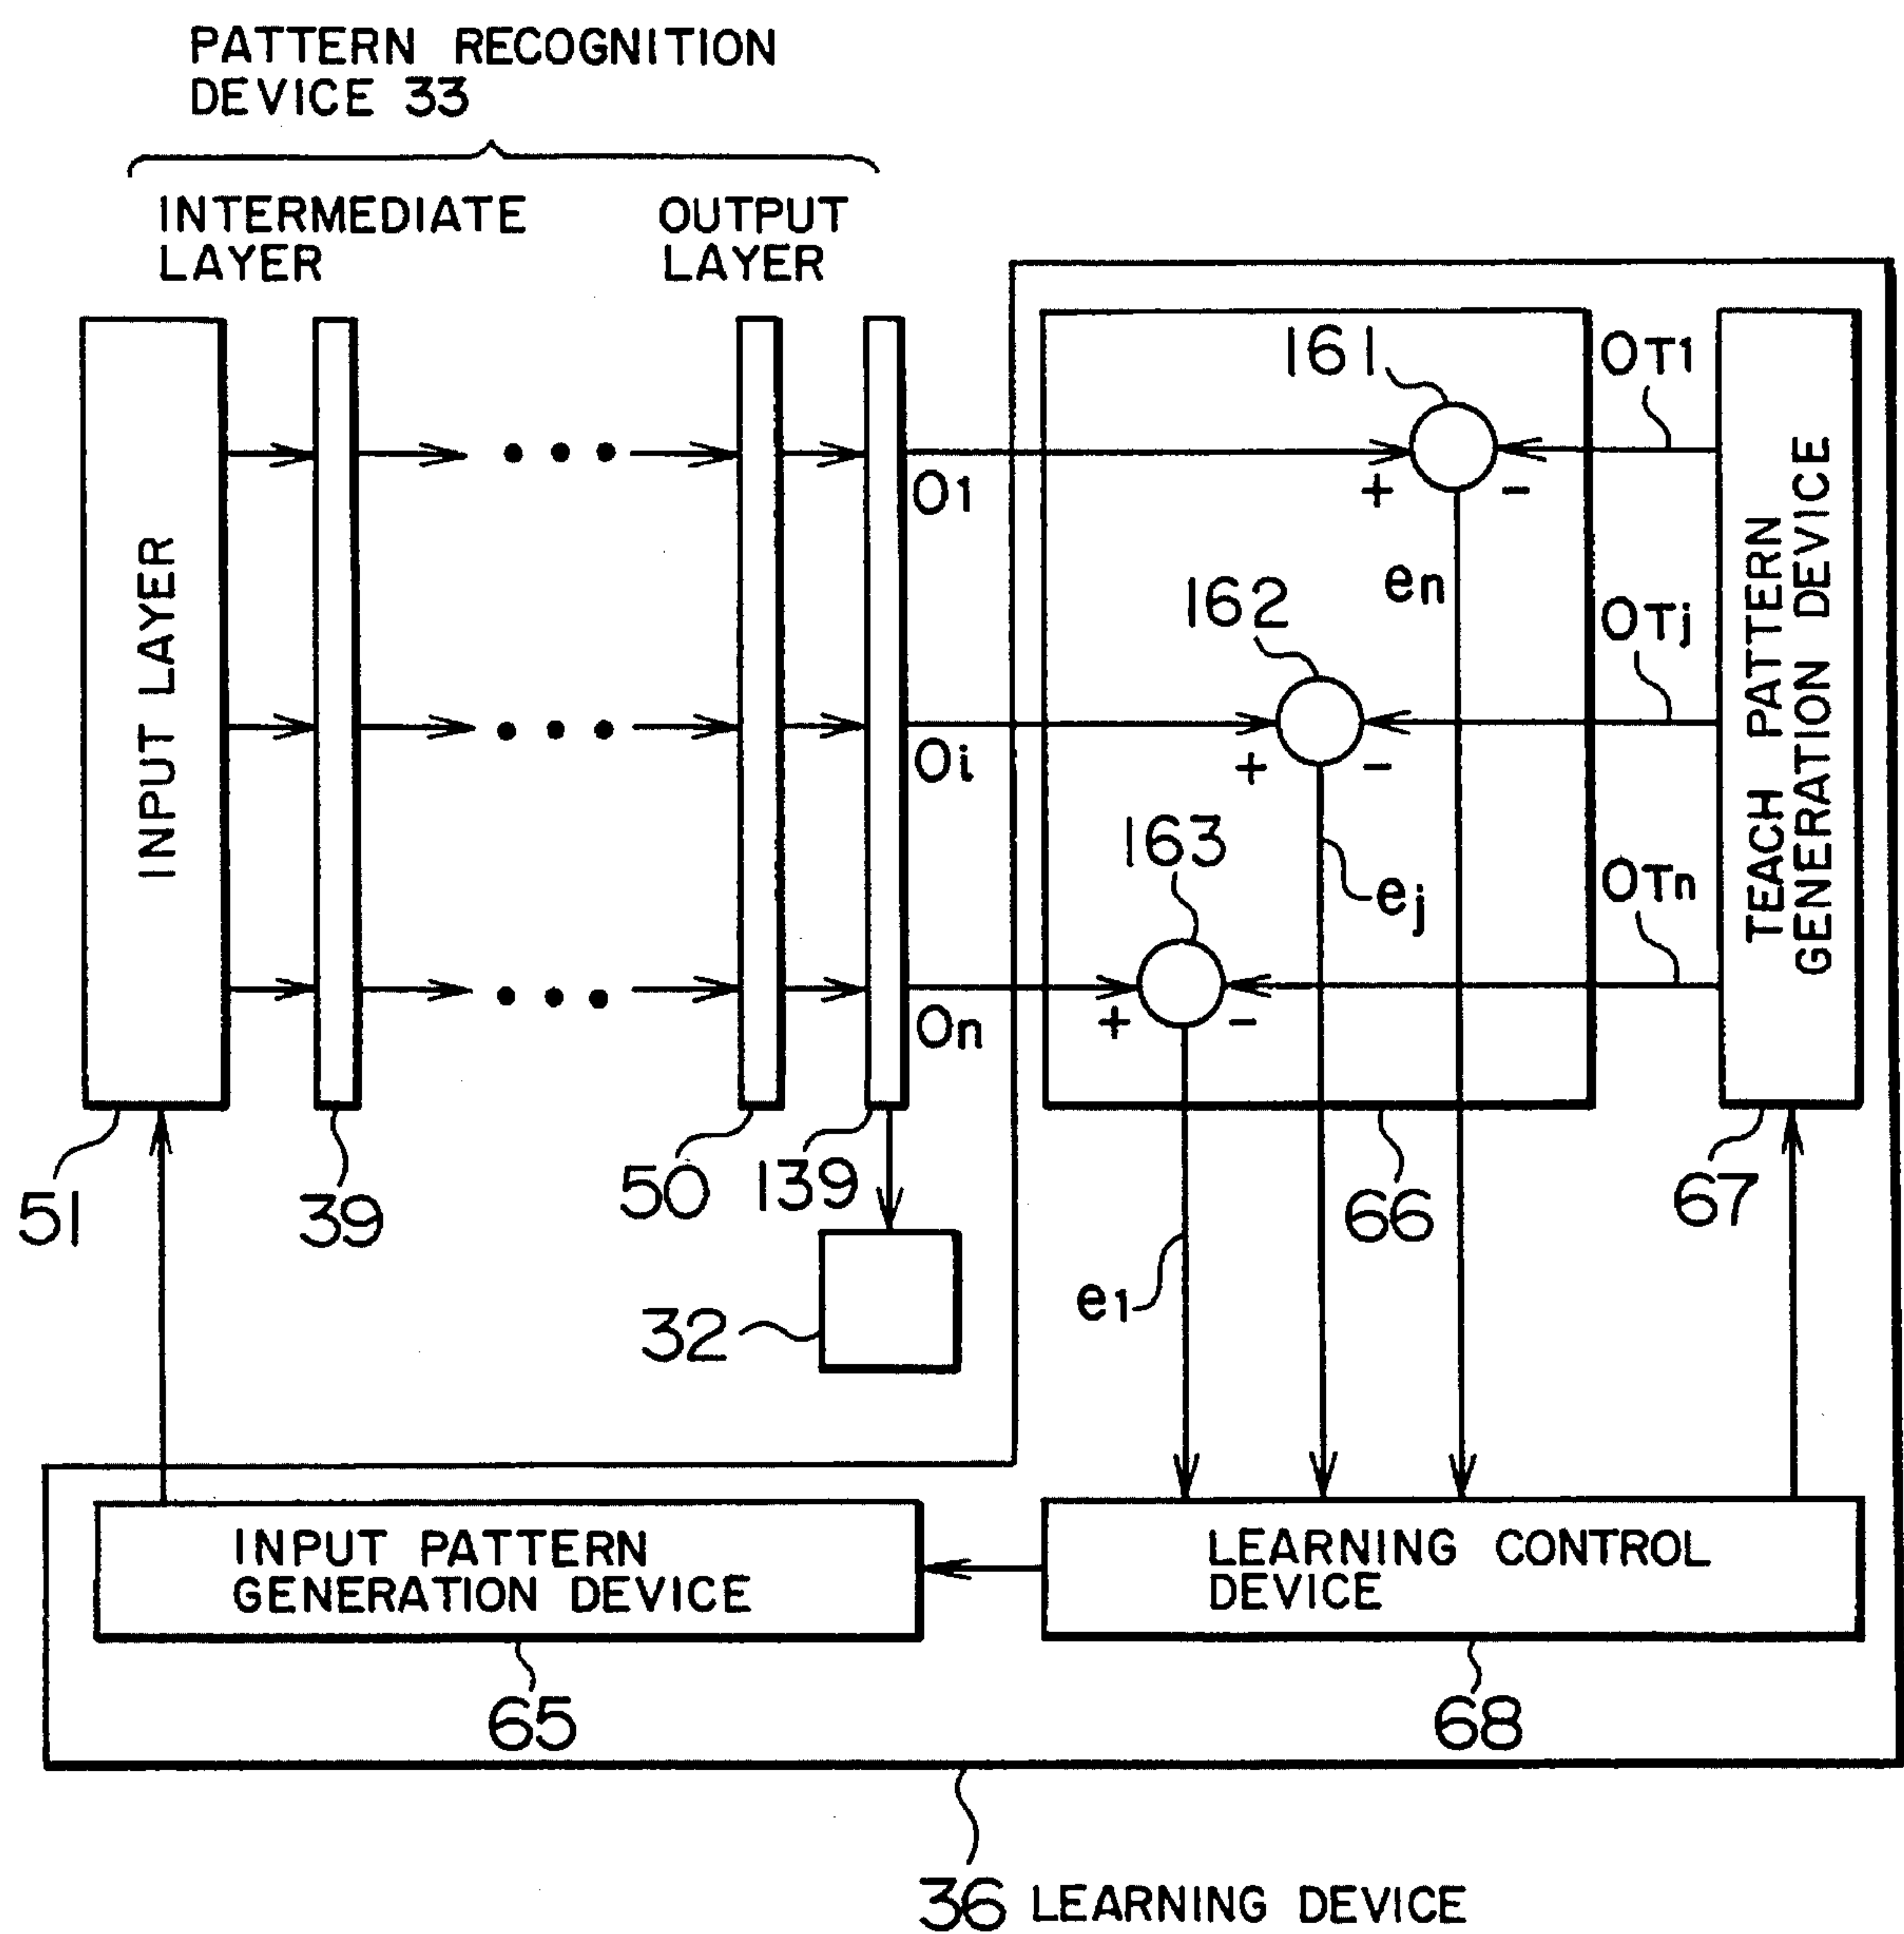 PATTERN RECOGNITION
DEVICE 33
INTERMEDIATE
LAYER
OUTPUT
LAYER
INPUT LAYER
161
OT1
O1
+
-
en
162
OTj
Oi
+
-
163
ej
OTn
On
+
-
TEACH PATTERN
GENERATION DEVICE
51
39
50
139
66
67
32
e1
INPUT PATTERN
GENERATION DEVICE
LEARNING CONTROL
DEVICE
65
68
36 LEARNING DEVICE